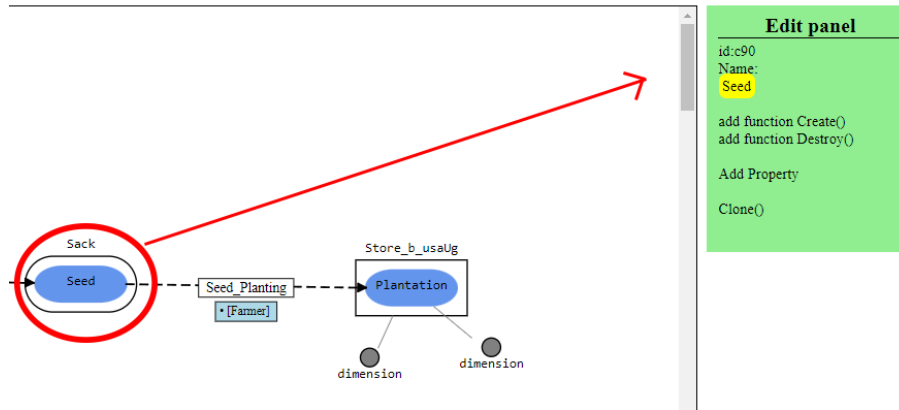 Edit panel
id:c90
Name:
Seed
add function Create()
add function Destroy()
Add Property
Clone()
Sack
Seed
Seed_Planting
• [Farmer]
Store_b_usaUg
Plantation
dimension
dimension